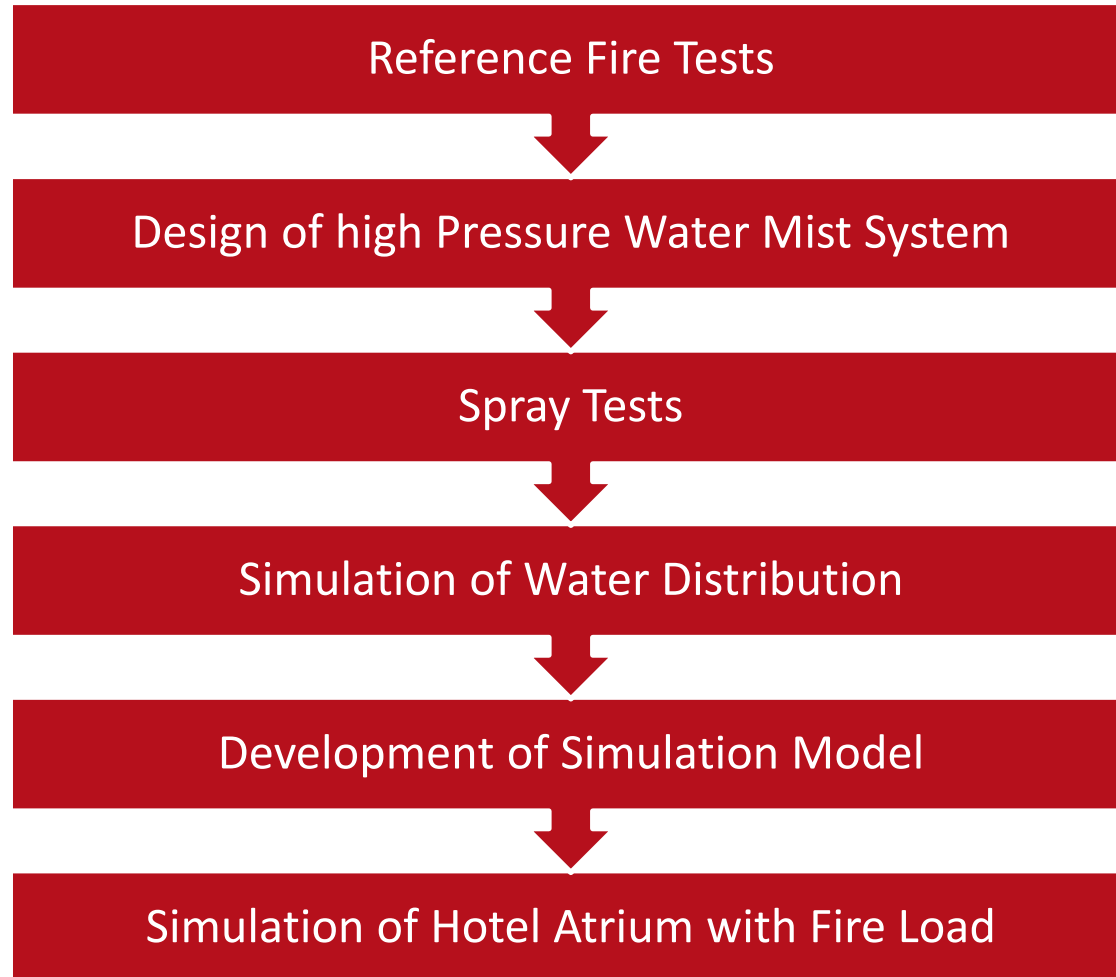 Reference Fire Tests
Design of high Pressure Water Mist System
Spray Tests
Simulation of Water Distribution
Development of Simulation Model
Simulation of Hotel Atrium with Fire Load